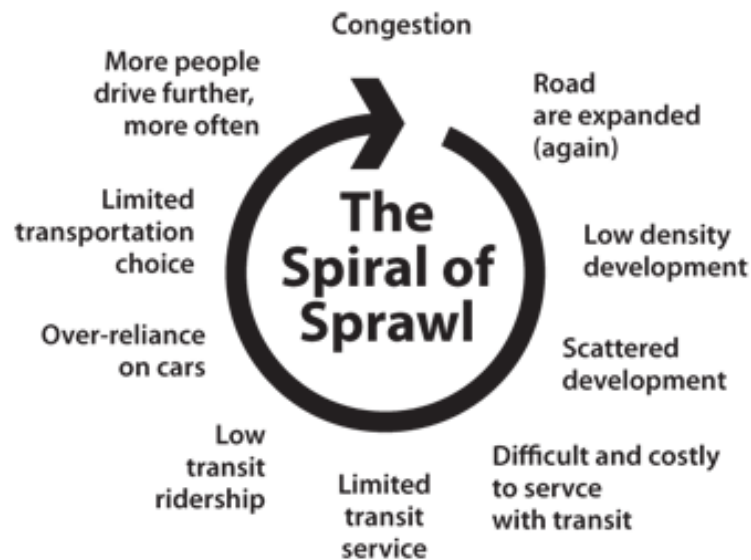 Congestion
Road
are expanded
(again)
Low density
development
Scattered
development
Difficult and costly
to servce
with transit
Limited
transit
service
Low
transit
ridership
Over-reliance
on cars
Limited
transportation
choice
More people
drive further,
more often
The
Spiral of
Sprawl